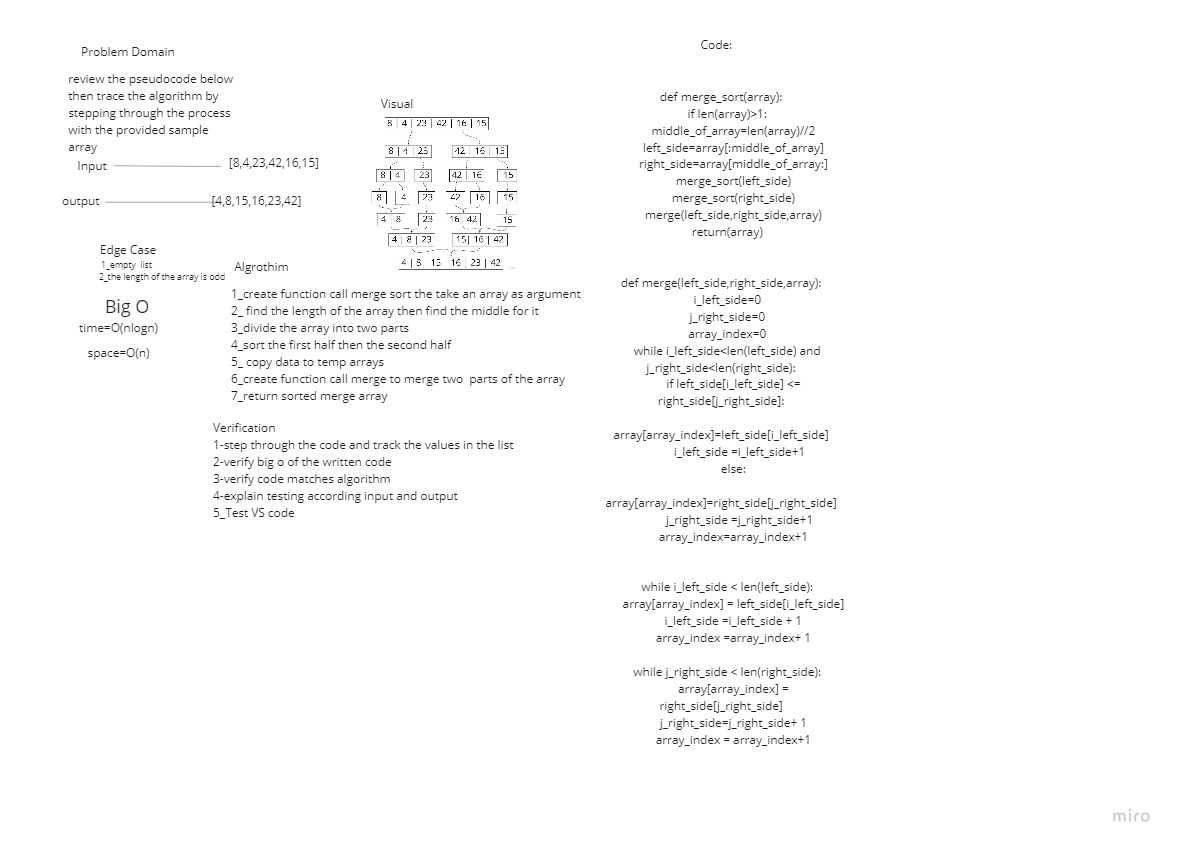 Problem Domain
review the pseudocode below
then trace the algorithm by
stepping through the process
with the provided sample
array
Input [8,4,23,42,16,15]
output [4,8,15,16,23,42]
Edge Case
1_empty list
2_the length of the array is odd
Big O
time=O(nlogn)
space=O(n)
Visual
8 | 4 | 23 | 42 | 16 | 15
8 | 4 | 23 42 | 16 | 15
8 | 4 23 42 | 16 15
8 4 23 42 16 15
4 8 23 16 42 15
4 | 8 | 23 15| 16 | 42
4 | 8 15 16 | 23 | 42
Algrothim
1_create function call merge sort the take an array as argument
2_ find the length of the array then find the middle for it
3_divide the array into two parts
4_sort the first half then the second half
5_ copy data to temp arrays
6_create function call merge to merge two parts of the array
7_return sorted merge array
Verification
1-step through the code and track the values in the list
2-verify big o of the written code
3-verify code matches algorithm
4-explain testing according input and output
5_Test VS code
Code:
def merge_sort(array):
if len(array)>1:
middle_of_array=len(array)//2
left_side=array[:middle_of_array]
right_side=array[middle_of_array:]
merge_sort(left_side)
merge_sort(right_side)
merge(left_side,right_side,array)
return(array)
def merge(left_side,right_side,array):
i_left_side=0
j_right_side=0
array_index=0
while i_left_side<len(left_side) and
j_right_side<len(right_side):
if left_side[i_left_side] <=
right_side[j_right_side]:
array[array_index]=left_side[i_left_side]
i_left_side =i_left_side+1
else:
array[array_index]=right_side[j_right_side]
j_right_side =j_right_side+1
array_index=array_index+1
while i_left_side < len(left_side):
array[array_index] = left_side[i_left_side]
i_left_side =i_left_side + 1
array_index =array_index+ 1
while j_right_side < len(right_side):
array[array_index] =
right_side[j_right_side]
j_right_side=j_right_side+ 1
array_index = array_index+1
miro